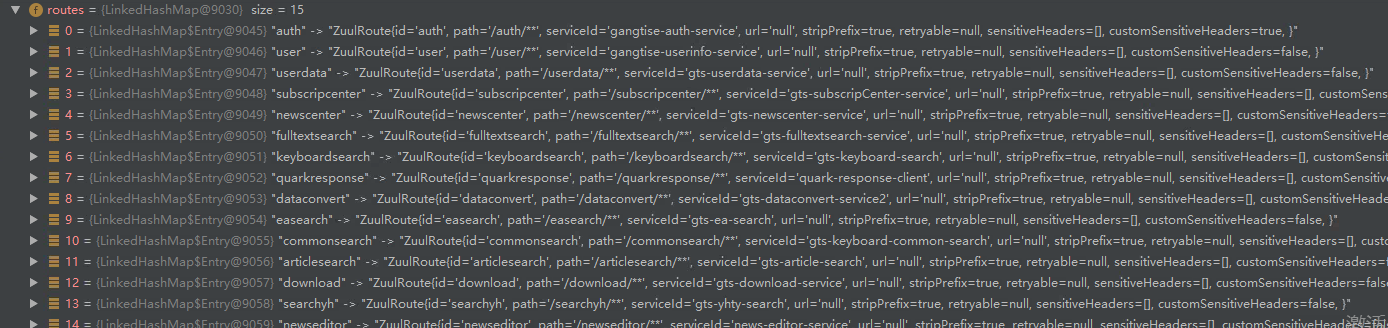 routes = {LinkedHashMap@9030} size = 15
0 = {LinkedHashMap$Entry@9045} "auth" -> "ZuulRoute{id='auth', path='/auth/**', serviceId='gangtise-auth-service', url='null', stripPrefix=true, retryable=null, sensitiveHeaders=[], customSensitiveHeaders=true, }"
1 = {LinkedHashMap$Entry@9046} "user" -> "ZuulRoute{id='user', path='/user/**', serviceId='gangtise-userinfo-service', url='null', stripPrefix=true, retryable=null, sensitiveHeaders=[], customSensitiveHeaders=false, }"
2 = {LinkedHashMap$Entry@9047} "userdata" -> "ZuulRoute{id='userdata', path='/userdata/**', serviceId='gts-userdata-service', url='null', stripPrefix=true, retryable=null, sensitiveHeaders=[], customSensitiveHeaders=false, }"
3 = {LinkedHashMap$Entry@9048} "subscripcenter" -> "ZuulRoute{id='subscripcenter', path='/subscripcenter/**', serviceId='gts-subscripCenter-service', url='null', stripPrefix=true, retryable=null, sensitiveHeaders=[], customSens
4 = {LinkedHashMap$Entry@9049} "newscenter" -> "ZuulRoute{id='newscenter', path='/newscenter/**', serviceId='gts-newscenter-service', url='null', stripPrefix=true, retryable=null, sensitiveHeaders=[], customSensitiveHeade
5 = {LinkedHashMap$Entry@9050} "fulltextsearch" -> "ZuulRoute{id='fulltextsearch', path='/fulltextsearch/**', serviceId='gts-fulltextsearch-service', url='null', stripPrefix=true, retryable=null, sensitiveHeaders=[], customSensitiv
6 = {LinkedHashMap$Entry@9051} "keyboardsearch" -> "ZuulRoute{id='keyboardsearch', path='/keyboardsearch/**', serviceId='gts-keyboard-search', url='null', stripPrefix=true, retryable=null, sensitiveHeaders=[], customSens
7 = {LinkedHashMap$Entry@9052} "quarkresponse" -> "ZuulRoute{id='quarkresponse', path='/quarkresponse/**', serviceId='quark-response-client', url='null', stripPrefix=true, retryable=null, sensitiveHeaders=[], customSens
8 = {LinkedHashMap$Entry@9053} "dataconvert" -> "ZuulRoute{id='dataconvert', path='/dataconvert/**', serviceId='gts-dataconvert-service2', url='null', stripPrefix=true, retryable=null, sensitiveHeaders=[], customSensitiveH
9 = {LinkedHashMap$Entry@9054} "easearch" -> "ZuulRoute{id='easearch', path='/easearch/**', serviceId='gts-ea-search', url='null', stripPrefix=true, retryable=null, sensitiveHeaders=[], customSensitiveHeaders=false, }"
10 = {LinkedHashMap$Entry@9055} "commonsearch" -> "ZuulRoute{id='commonsearch', path='/commonsearch/**', serviceId='gts-keyboard-common-search', url='null', stripPrefix=true, retryable=null, sensitiveHeaders=[], cust
11 = {LinkedHashMap$Entry@9056} "articlesearch" -> "ZuulRoute{id='articlesearch', path='/articlesearch/**', serviceId='gts-article-search', url='null', stripPrefix=true, retryable=null, sensitiveHeaders=[], customSensitiveHeaders=f
12 = {LinkedHashMap$Entry@9057} "download" -> "ZuulRoute{id='download', path='/download/**', serviceId='gts-download-service', url='null', stripPrefix=true, retryable=null, sensitiveHeaders=[], customSensitiveHeaders=fals
13 = {LinkedHashMap$Entry@9058} "searchyh" -> "ZuulRoute{id='searchyh', path='/searchyh/**', serviceId='gts-yhty-search', url='null', stripPrefix=true, retryable=null, sensitiveHeaders=[], customSensitiveHeaders=false, }"
14 = {LinkedHashMap$Entry@9059} "newseditor" -> "ZuulRoute{id='newseditor', path='/newseditor/**', serviceId='news-editor-service', url='null', stripPrefix=true, retryable=null, sensitiveHeaders=[], customSensitiveHeaders
激活